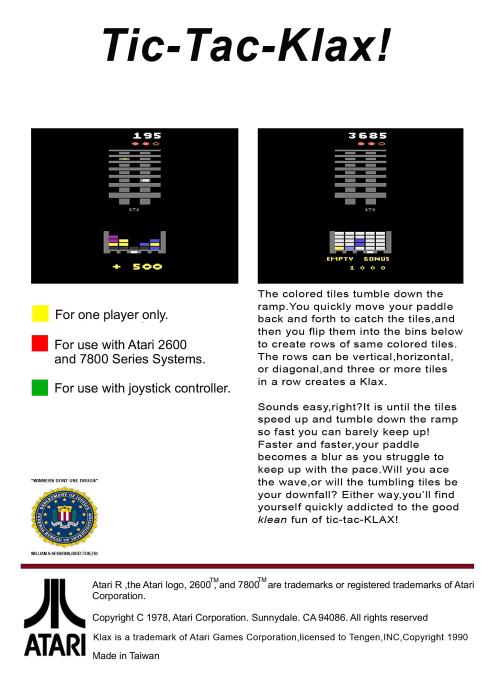 Tic-Tac-Klax!
195
+ 500
3685
EMPTY BONUS
1000
For one player only.
For use with Atari 2600
and 7800 Series Systems.
For use with joystick controller.
The colored tiles tumble down the
ramp.You quickly move your paddle
back and forth to catch the tiles,and
then you flip them into the bins below
to create rows of same colored tiles.
The rows can be vertical,horizontal,
or diagonal,and three or more tiles
in a row creates a Klax.
Sounds easy,right?It is until the tiles
speed up and tumble down the ramp
so fast you can barely keep up!
Faster and faster,your paddle
becomes a blur as you struggle to
keep up with the pace.Will you ace
the wave,or will the tumbling tiles be
your downfall? Either way,you'll find
yourself quickly addicted to the good
klean fun of tic-tac-KLAX!
"WINNERS DONT USE DRUGS"
WILLIAM S.SESSIONS,DIRECTOR,FBI
ATARI
Atari R ,the Atari logo, 2600™, and 7800™ are trademarks or registered trademarks of Atari
Corporation.
Copyright C 1978, Atari Corporation. Sunnydale. CA 94086. All rights reserved
Klax is a trademark of Atari Games Corporation,licensed to Tengen,INC,Copyright 1990
Made in Taiwan